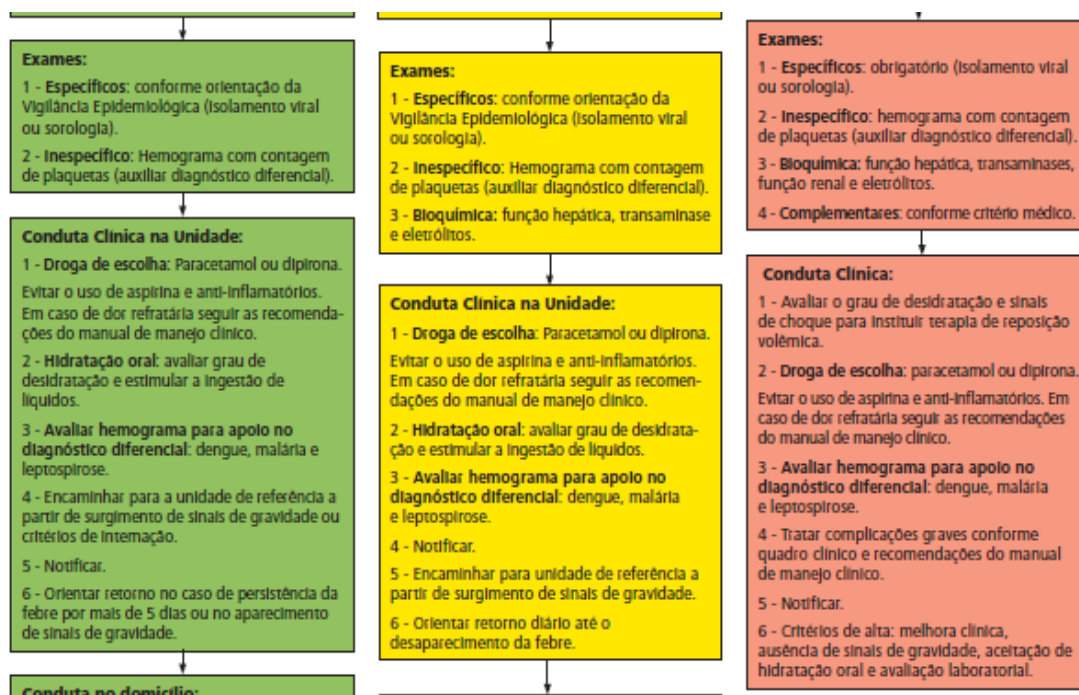 Exames:
1 - Específicos: conforme orientação da
Vigilância Epidemiológica (isolamento viral
ou sorologia).
2 - Inespecífico: Hemograma com contagem
de plaquetas (auxiliar diagnóstico diferencial).
Conduta Clínica na Unidade:
1 - Droga de escolha: Paracetamol ou dipirona.
Evitar o uso de aspirina e anti-inflamatórios.
Em caso de dor refratária seguir as recomenda-
ções do manual de manejo clínico.
2 - Hidratação oral: avaliar grau de
desidratação e estimular a ingestão de
líquidos.
3 - Avaliar hemograma para apoio no
diagnóstico diferencial: dengue, malária e
leptospirose.
4 - Encaminhar para a unidade de referência a
partir de surgimento de sinais de gravidade ou
critérios de internação.
5 - Notificar.
6 - Orientar retorno no caso de persistência da
febre por mais de 5 dias ou no aparecimento
de sinais de gravidade.
Conduta no domicílio:
Exames:
1 - Específicos: conforme orientação da
Vigilância Epidemiológica (isolamento viral
ou sorologia).
2 - Inespecífico: Hemograma com contagem
de plaquetas (auxiliar diagnóstico diferencial).
3 - Bioquímica: função hepática, transaminase
e eletrólitos.
Conduta Clínica na Unidade:
1 - Droga de escolha: Paracetamol ou dipirona.
Evitar o uso de aspirina e anti-inflamatórios.
Em caso de dor refratária seguir as recomen-
dações do manual de manejo clínico.
2 - Hidratação oral: avaliar grau de desidrata-
ção e estimular a ingestão de líquidos.
3 - Avaliar hemograma para apoio no
diagnóstico diferencial: dengue, malária
e leptospirose.
4 - Notificar.
5 - Encaminhar para unidade de referência a
partir de surgimento de sinais de gravidade.
6 - Orientar retorno diário até o
desaparecimento da febre.
Exames:
1 - Específicos: obrigatório (isolamento viral
ou sorologia).
2 - Inespecífico: hemograma com contagem
de plaquetas (auxiliar diagnóstico diferencial).
3 - Bioquímica: função hepática, transaminases,
função renal e eletrólitos.
4 - Complementares: conforme critério médico.
Conduta Clínica:
1 - Avaliar o grau de desidratação e sinais
de choque para instituir terapia de reposição
volêmica.
2 - Droga de escolha: paracetamol ou dipirona.
Evitar o uso de aspirina e anti-inflamatórios. Em
caso de dor refratária seguir as recomendações
do manual de manejo clínico.
3 - Avaliar hemograma para apoio no
diagnóstico diferencial: dengue, malária
e leptospirose.
4 - Tratar complicações graves conforme
quadro clínico e recomendações do manual
de manejo clínico.
5 - Notificar.
6 - Critérios de alta: melhora clínica,
ausência de sinais de gravidade, aceitação de
hidratação oral e avaliação laboratorial.